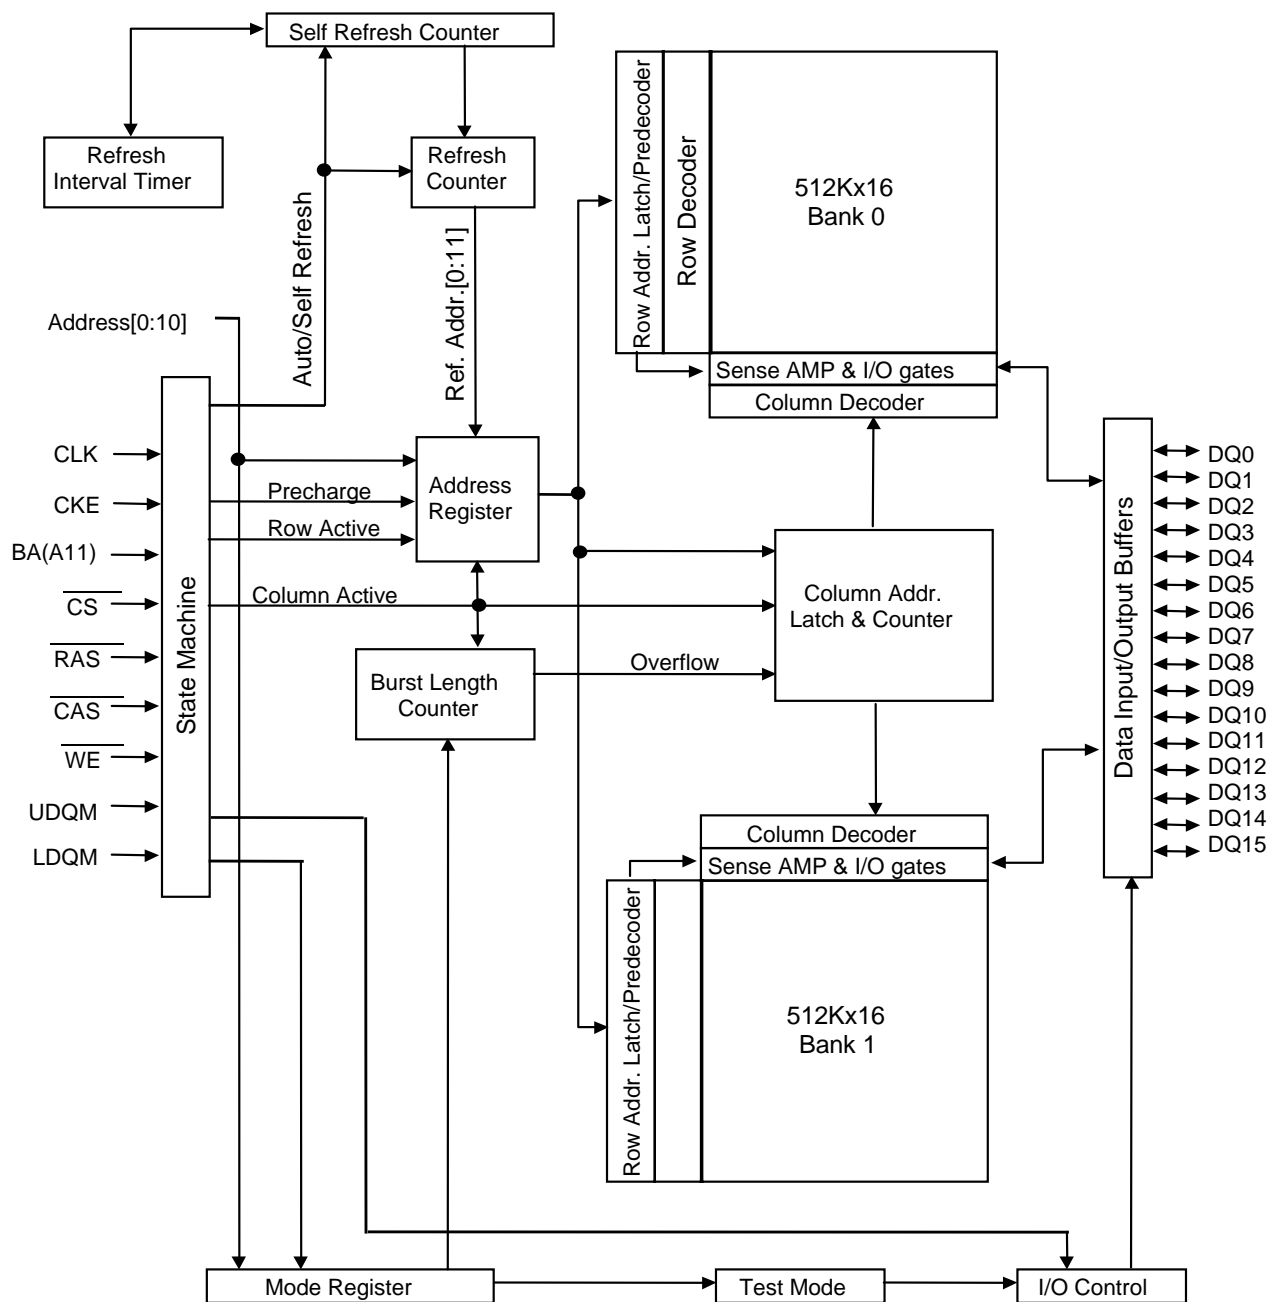 Self Refresh Counter
Refresh
Interval Timer
Refresh
Counter
Auto/Self Refresh
Ref. Addr.[0:11]
Address[0:10]
Row Addr. Latch/Predecoder
Row Decoder
512Kx16
Bank 0
Sense AMP & I/O gates
Column Decoder
CLK
CKE
BA(A11)
CS
RAS
CAS
WE
UDQM
LDQM
State Machine
Precharge
Row Active
Column Active
Address
Register
Burst Length
Counter
Overflow
Column Addr.
Latch & Counter
Data Input/Output Buffers
DQ0
DQ1
DQ2
DQ3
DQ4
DQ5
DQ6
DQ7
DQ8
DQ9
DQ10
DQ11
DQ12
DQ13
DQ14
DQ15
Column Decoder
Sense AMP & I/O gates
Row Addr. Latch/Predecoder
512Kx16
Bank 1
Mode Register
Test Mode
I/O Control